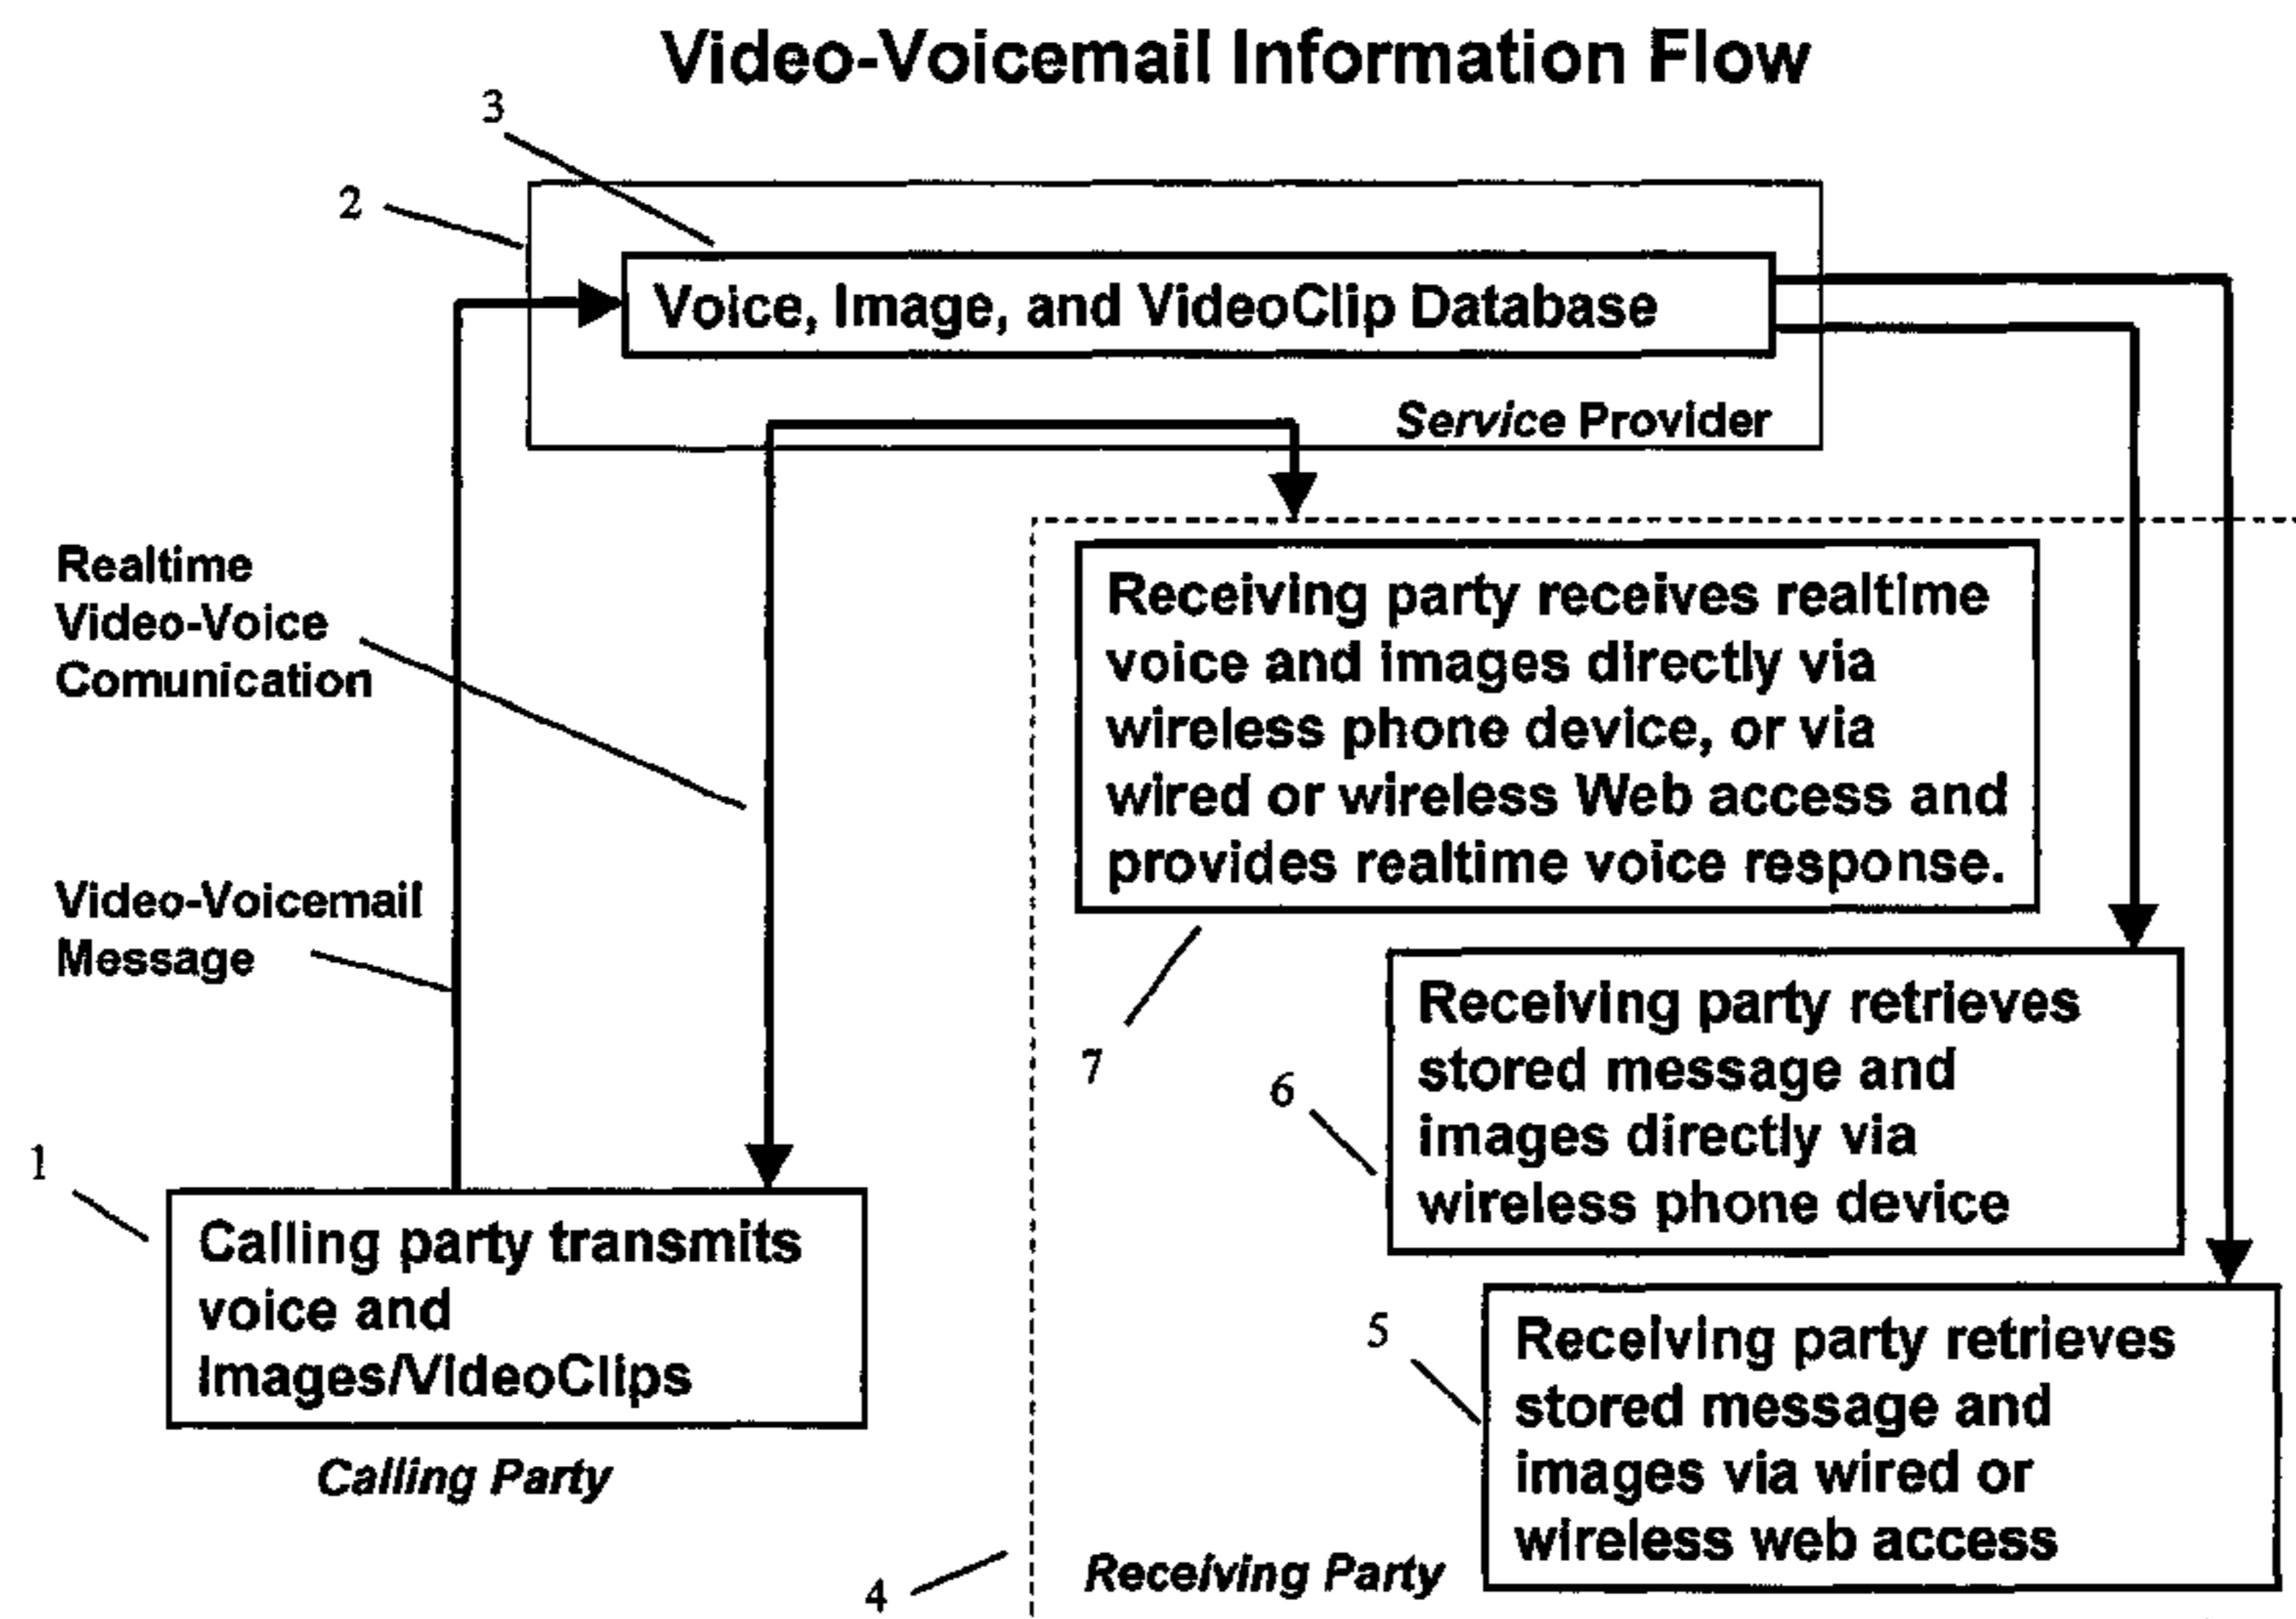 Video-Voicemail Information Flow
3
2
Voice, Image, and VideoClip Database
Service Provider
Realtime
Video-Voice
Comunication
Receiving party receives realtime
voice and images directly via
wireless phone device, or via
wired or wireless Web access and
provides realtime voice response.
Video-Voicemail
Message
7
Receiving party retrieves
stored message and
images directly via
wireless phone device
6
1
Calling party transmits
voice and
Images/VideoClips
Calling Party
5
Receiving party retrieves
stored message and
images via wired or
wireless web access
4
Receiving Party